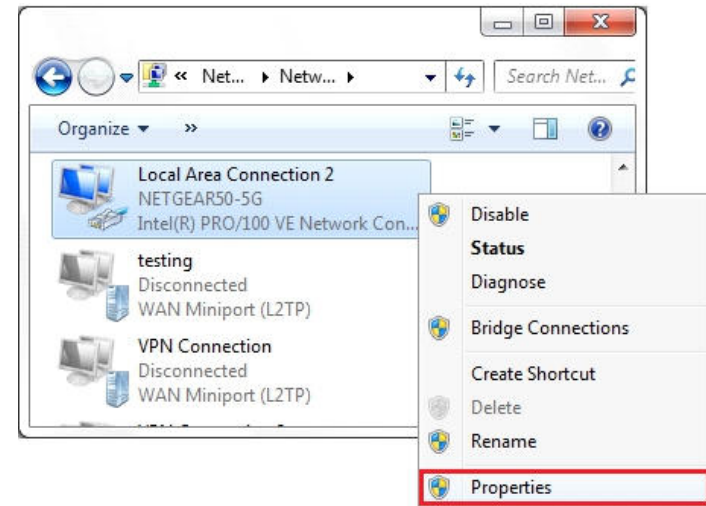 « Net... ▸ Netw... ▸
Search Net...
Organize ▾ »
Local Area Connection 2
NETGEAR50-5G
Intel(R) PRO/100 VE Network Con...
testing
Disconnected
WAN Miniport (L2TP)
VPN Connection
Disconnected
WAN Miniport (L2TP)
Disable
Status
Diagnose
Bridge Connections
Create Shortcut
Delete
Rename
Properties